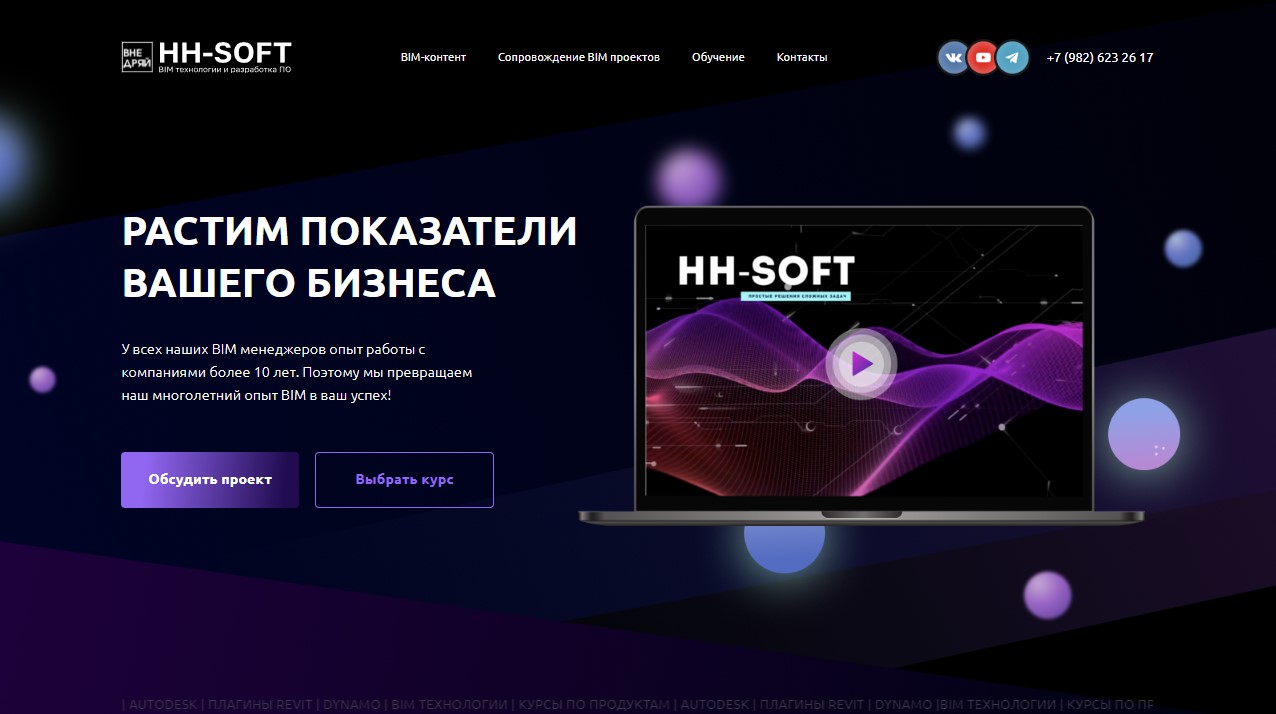 ВНЕ
ДРЯЙ
HH-SOFT
BIM технологии и разработка ПО
BIM-контент
Сопровождение BIM проектов
Обучение
Контакты
+7 (982) 623 26 17
РАСТИМ ПОКАЗАТЕЛИ
ВАШЕГО БИЗНЕСА
У всех наших BIM менеджеров опыт работы с
компаниями более 10 лет. Поэтому мы превращаем
наш многолетний опыт BIM в ваш успех!
Обсудить проект
Выбрать курс
HH-SOFT
ПРОСТЫЕ РЕШЕНИЯ СЛОЖНЫХ ЗАДАЧ
| AUTODESK | ПЛАГИНЫ REVIT | DYNAMO | BIM ТЕХНОЛОГИИ | КУРСЫ ПО ПРОДУКТАМ | AUTODESK | ПЛАГИНЫ REVIT | DYNAMO |BIM ТЕХНОЛОГИИ | КУРСЫ ПО ПР